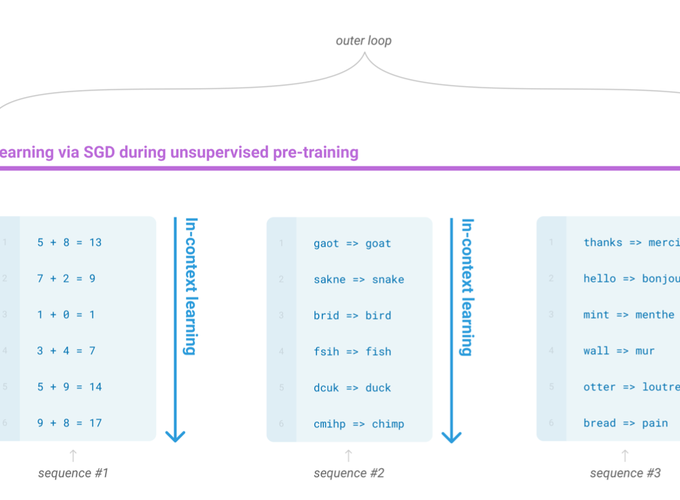 outer loop
earning via SGD during unsupervised pre-training
1 5 + 8 = 13
2 7 + 2 = 9
3 1 + 0 = 1
4 3 + 4 = 7
5 5 + 9 = 14
6 9 + 8 = 17
In-context learning
sequence #1
1 gaot => goat
2 sakne => snake
3 brid => bird
4 fsih => fish
5 dcuk => duck
6 cmihp => chimp
In-context learning
sequence #2
1 thanks => merci
2 hello => bonjou
3 mint => menthe
4 wall => mur
5 otter => loutre
6 bread => pain
sequence #3